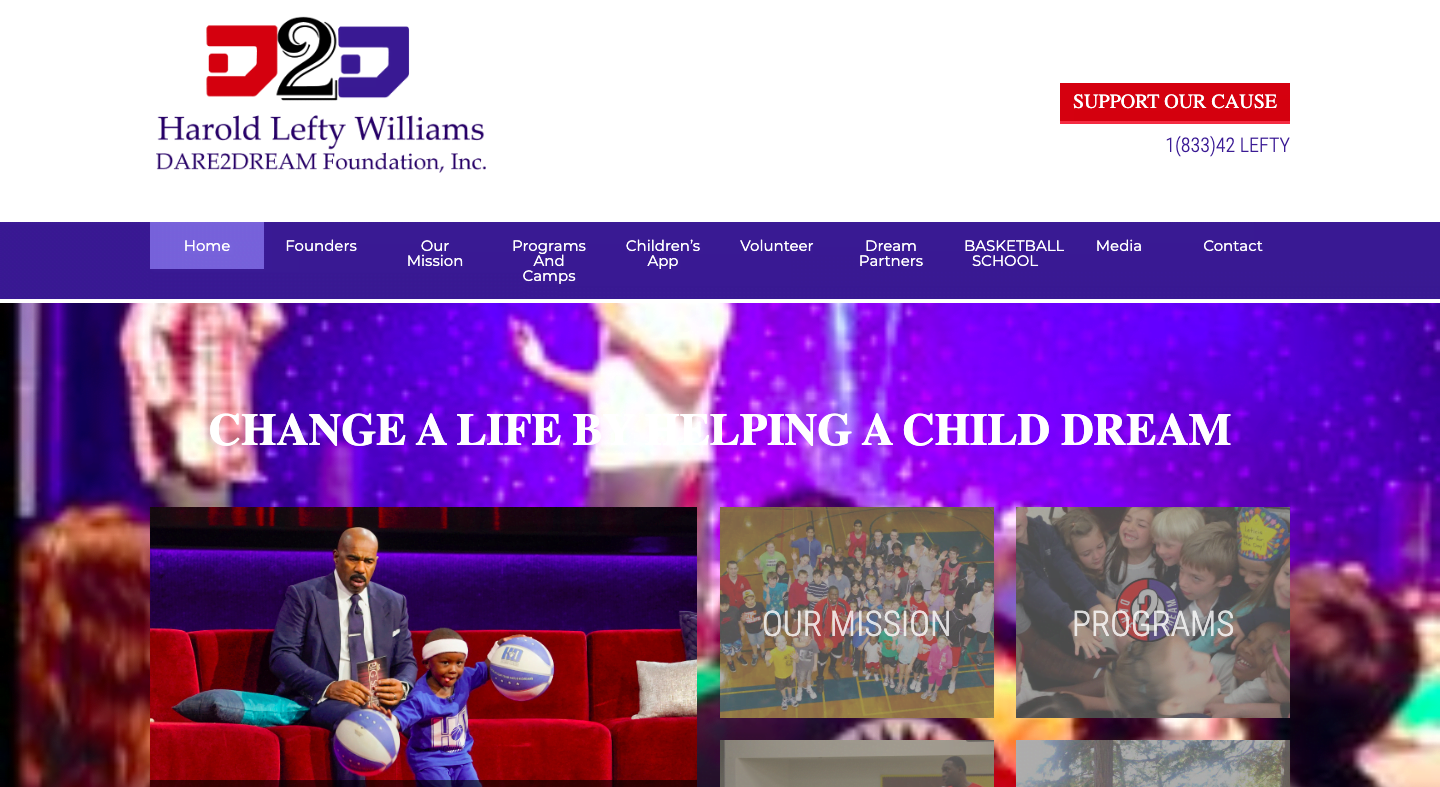 D2D
Harold Lefty Williams
DARE2DREAM Foundation, Inc.
SUPPORT OUR CAUSE
1(833)42 LEFTY
Home
Founders
Our
Mission
Programs
And
Camps
Children's
App
Volunteer
Dream
Partners
BASKETBALL
SCHOOL
Media
Contact
CHANGE A LIFE BY HELPING A CHILD DREAM
OUR MISSION
PROGRAMS